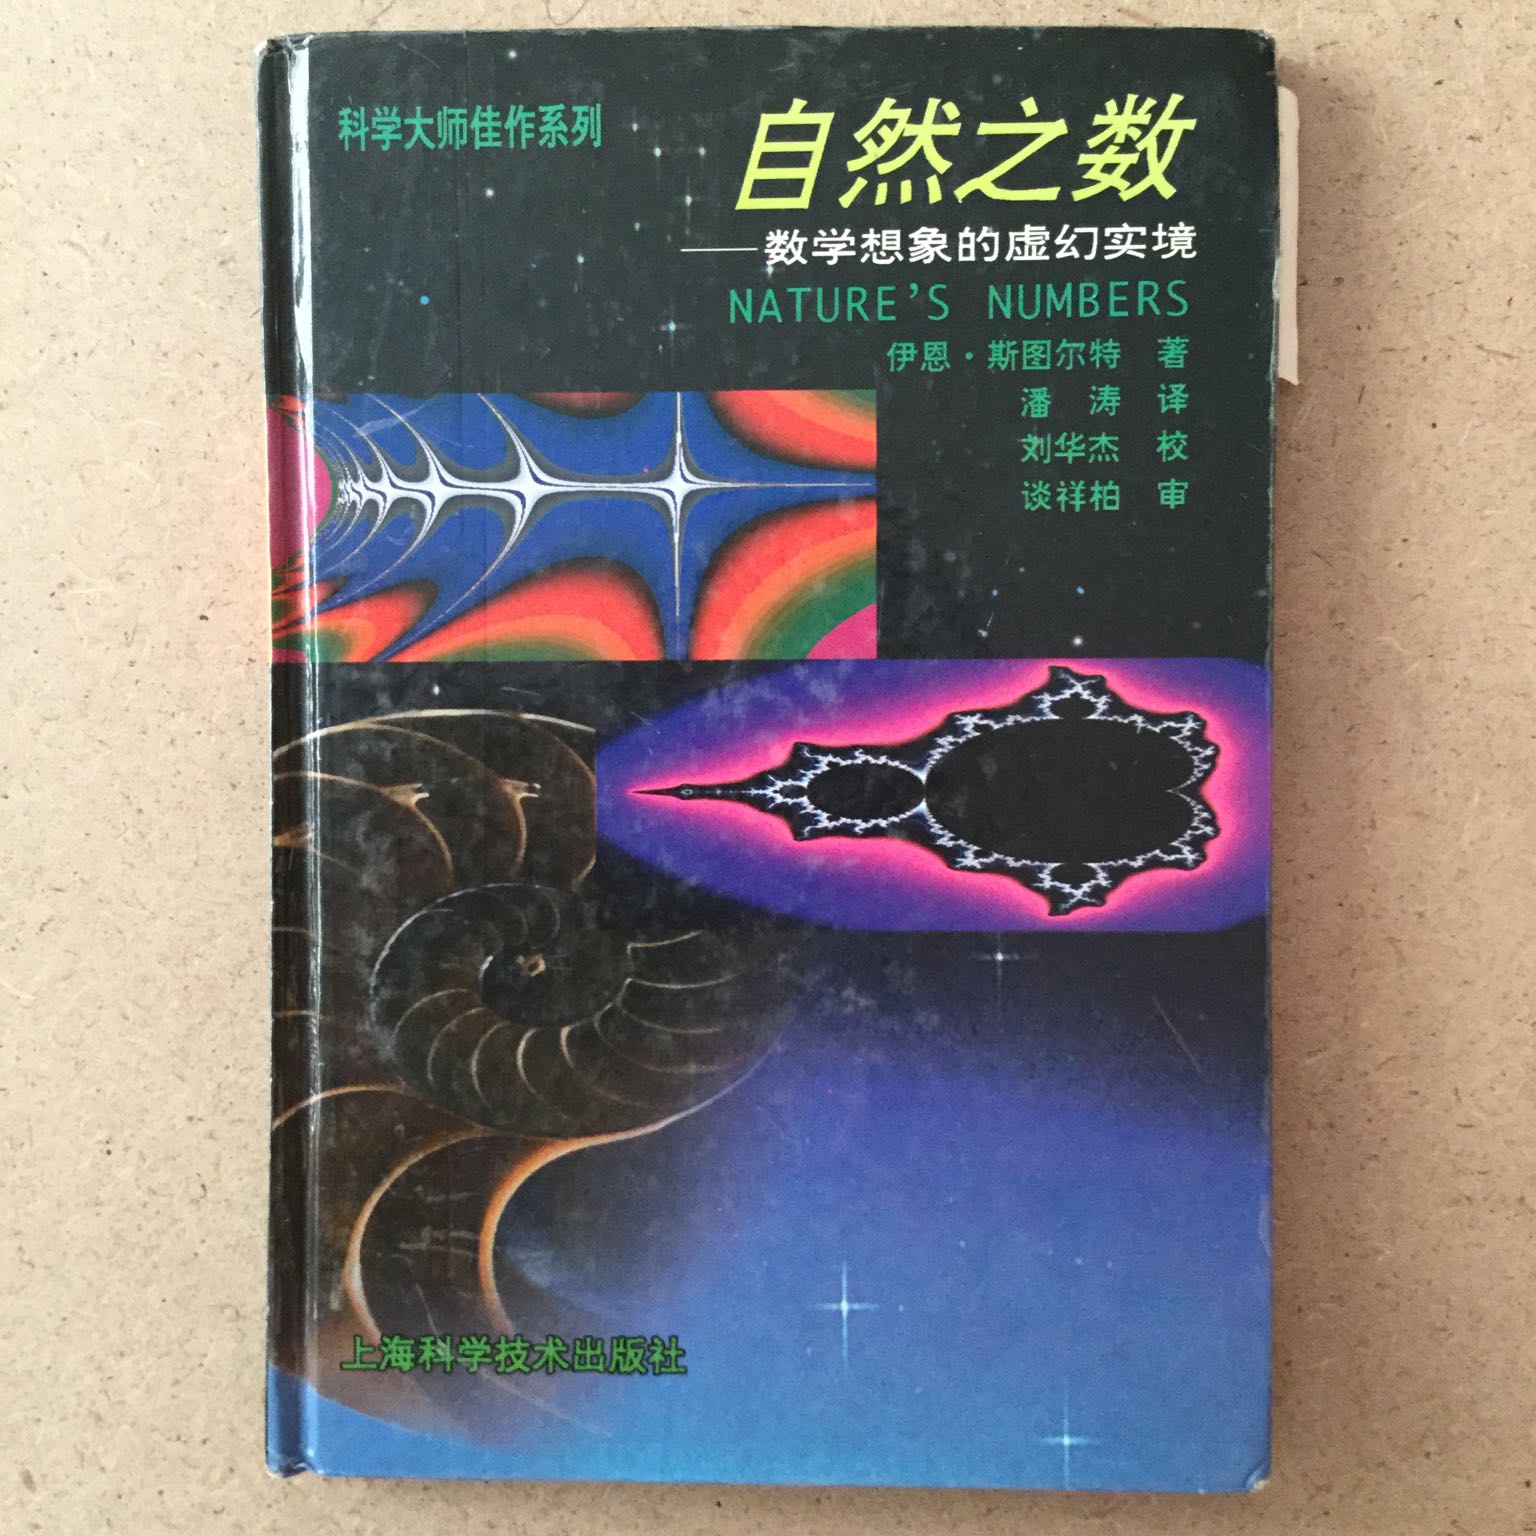 科学大师佳作系列
自然之数
——数学想象的虚幻实境
NATURE'S NUMBERS
伊恩·斯图尔特 著
潘 涛 译
刘华杰 校
谈祥柏 审
上海科学技术出版社